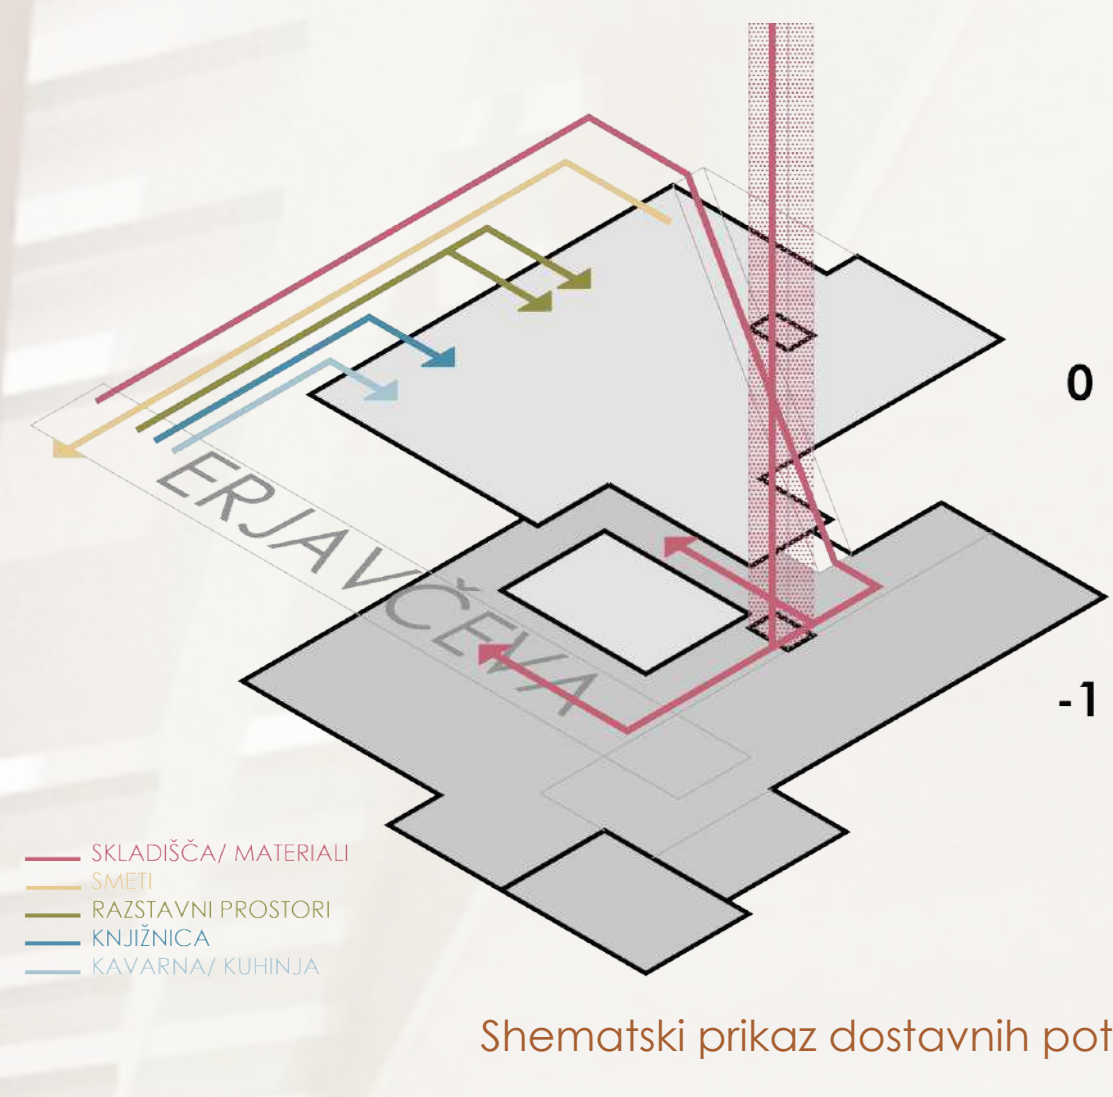 0
ERJAVČEVA
-1
SKLADIŠČA/ MATERIALI
SMETI
RAZSTAVNI PROSTORI
KNJIŽNICA
KAVARNA/ KUHINJA
Shematski prikaz dostavnih pot